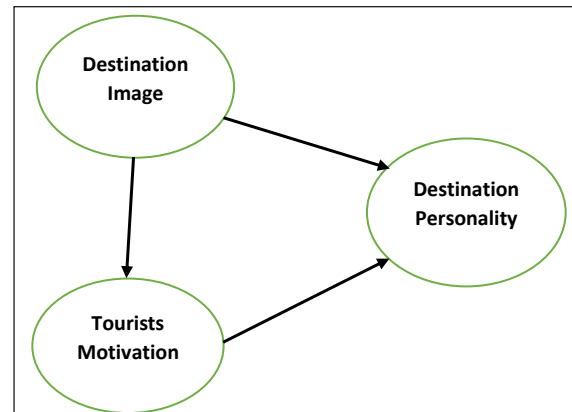 Destination
Image
Destination
Personality
Tourists
Motivation